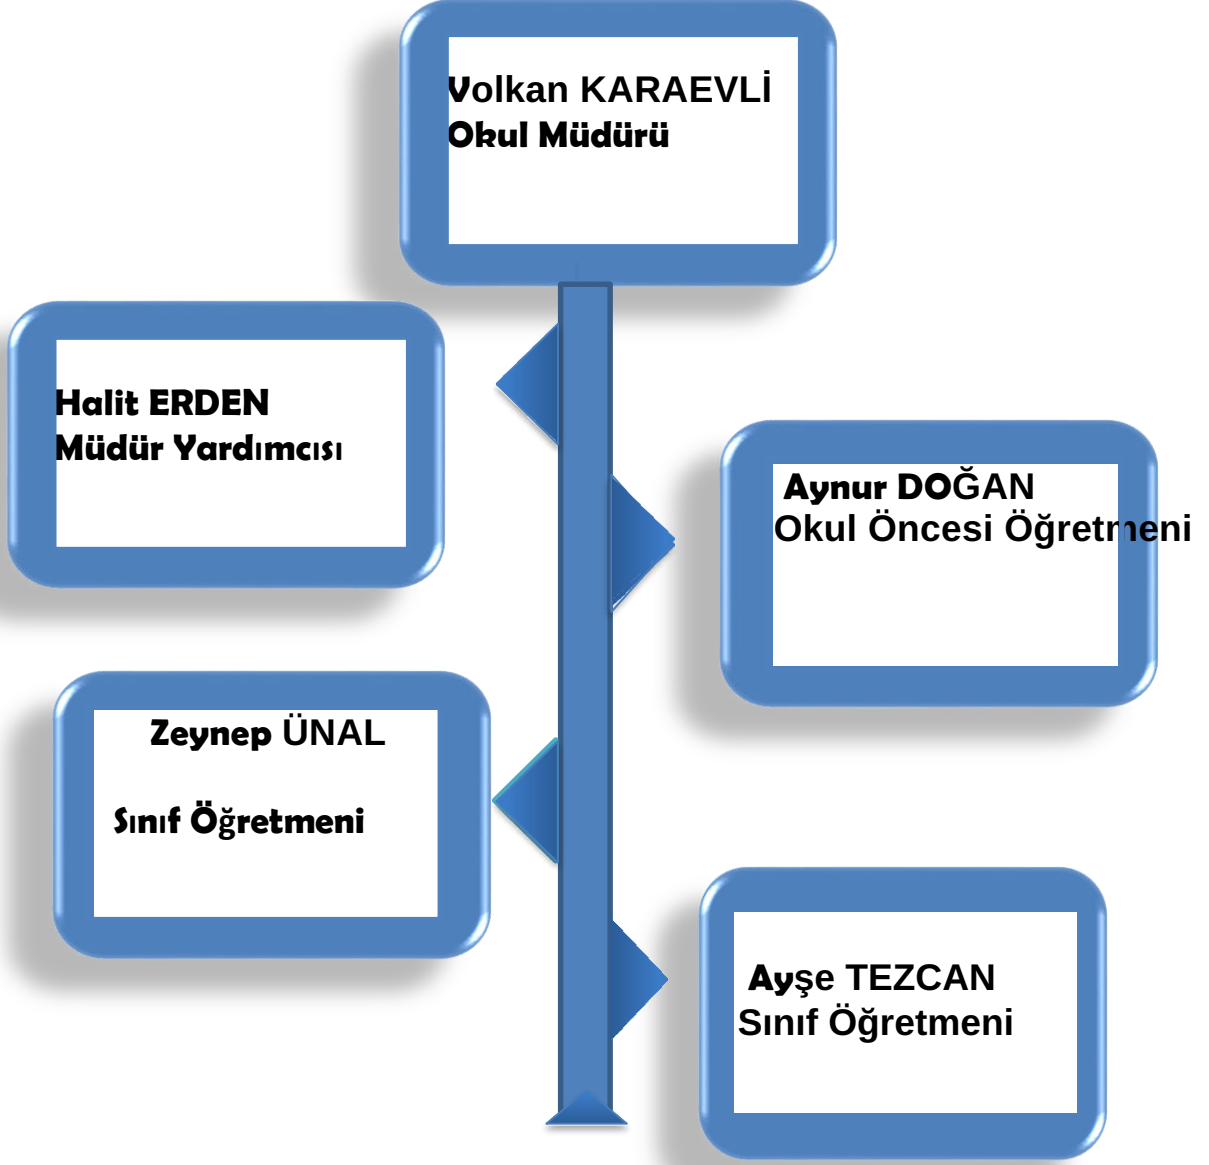 Volkan KARAEVLİ
Okul Müdürü
Halit ERDEN
Müdür Yardımcısı
Aynur DOĞAN
Okul Öncesi Öğretmeni
Zeynep ÜNAL
Sınıf Öğretmeni
Ayşe TEZCAN
Sınıf Öğretmeni